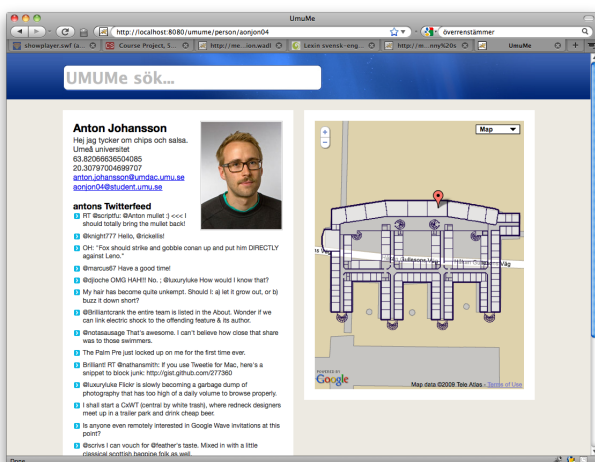 UmuMe
http://localhost:8080/umume/person/aonjon04
överrenstämmer
showplayer.swf (a...
Course Project, 5...
http://me...ion.wadl
Lexin svensk-eng...
http://m...nny%20s
UmuMe
UMUMe sök...
Anton Johansson
Hej jag tycker om chips och salsa.
Umeå universitet
63.82066636504085
20.30797004699707
anton.johansson@umdac.umu.se
aonjon04@student.umu.se
antons Twitterfeed
RT @scriptfu: @Anton mullet :) <<< I
should totally bring the mullet back!
@knight777 Hello, @rickellis!
OH: "Fox should strike and gobble conan up and put him DIRECTLY
against Leno."
@marcus67 Have a good time!
@djloche OMG HAHI!! No. ; @luxuryluke How would I know that?
My hair has become quite unkempt. Should I: a) let it grow out, or b)
buzz it down short?
@Brilliantcrank the entire team is listed in the About. Wonder if we
can link electric shock to the offending feature & its author.
@notasausage That's awesome. I can't believe how close that share
was to those swimmers.
The Palm Pre just locked up on me for the first time ever.
Brilliant! RT @nathansmith: If you use Tweetie for Mac, here's a
snippet to block junk: http://gist.github.com/277360
@luxuryluke Flickr is slowly becoming a garbage dump of
photography that has too high of a daily volume to browse properly.
I shall start a CxWT (central by white trash), where redneck designers
meet up in a trailer park and drink cheap beer.
Is anyone even remotely interested in Google Wave invitations at this
point?
@scrivs I can vouch for @feather's taste. Mixed in with a little
classical scottish bagpipe folk as well.
Map
Håkan Gullessons Väg
POWERED BY
Google
Map data ©2009 Tele Atlas - Terms of Use
Done